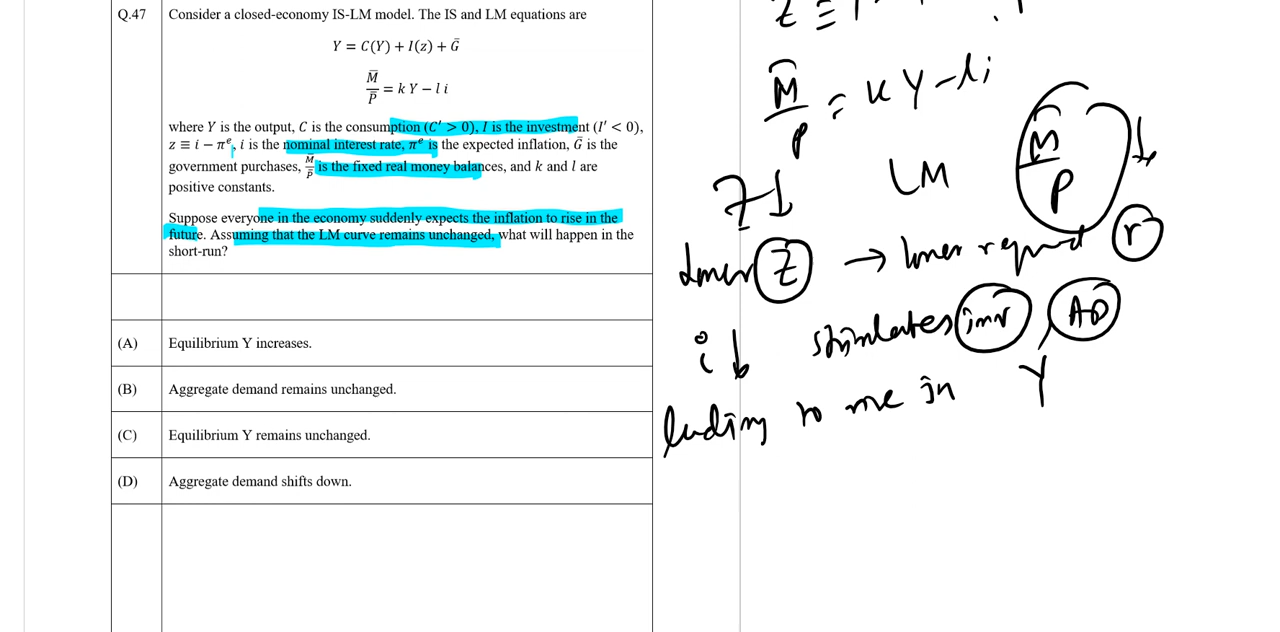 Q.47 Consider a closed-economy IS-LM model. The IS and LM equations are
Y = C(Y) + I(z) + Ḡ
M̄/P̄ = k Y − l i
where Y is the output, C is the consumption (C' > 0), I is the investment (I' < 0),
z ≡ i − πᵉ, i is the nominal interest rate, πᵉ is the expected inflation, Ḡ is the
government purchases, M̄/P̄ is the fixed real money balances, and k and l are
positive constants.
Suppose everyone in the economy suddenly expects the inflation to rise in the
future. Assuming that the LM curve remains unchanged, what will happen in the
short-run?
(A) Equilibrium Y increases.
(B) Aggregate demand remains unchanged.
(C) Equilibrium Y remains unchanged.
(D) Aggregate demand shifts down.
z ≡
M̄/P = K Y − li
LM
M̄/P ↓
Z ↓
lower Z → lower r
i ↓ stimulates inv, AD
leading to rise in Y